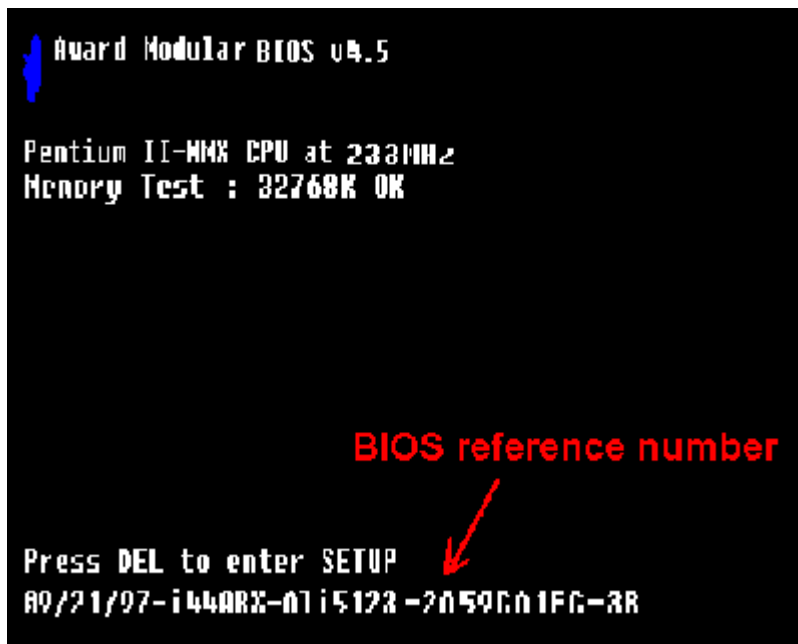 Award Modular BIOS v4.5
Pentium II-MMX CPU at 233MHz
Memory Test : 32768K OK
BIOS reference number
Press DEL to enter SETUP